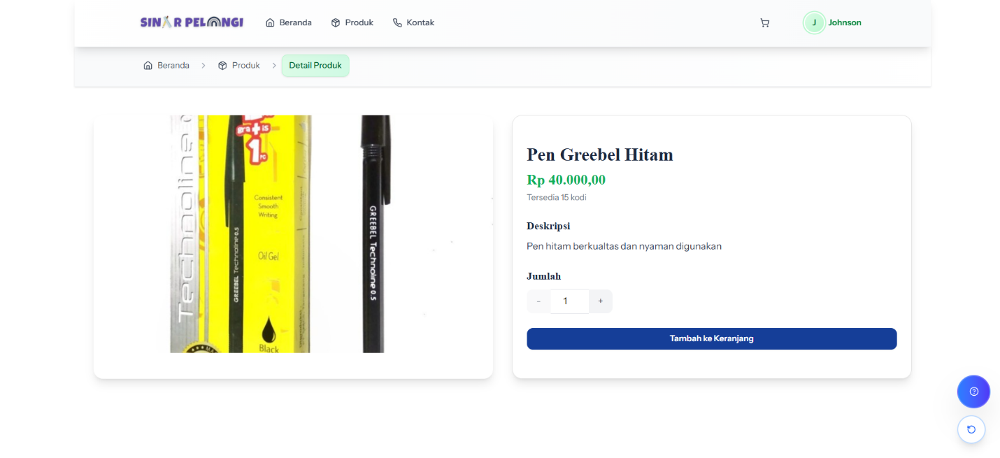 SINAR PELANGI
Beranda
Produk
Kontak
J
Johnson
Beranda
Produk
Detail Produk
Technoline
gratis
1
PC
Consistent
Smooth
Writing
GREEBEL Technoline 0.5
Oil Gel
Black
GREEBEL Technoline 0.5
Pen Greebel Hitam
Rp 40.000,00
Tersedia 15 kodi
Deskripsi
Pen hitam berkualtas dan nyaman digunakan
Jumlah
- 1 +
Tambah ke Keranjang